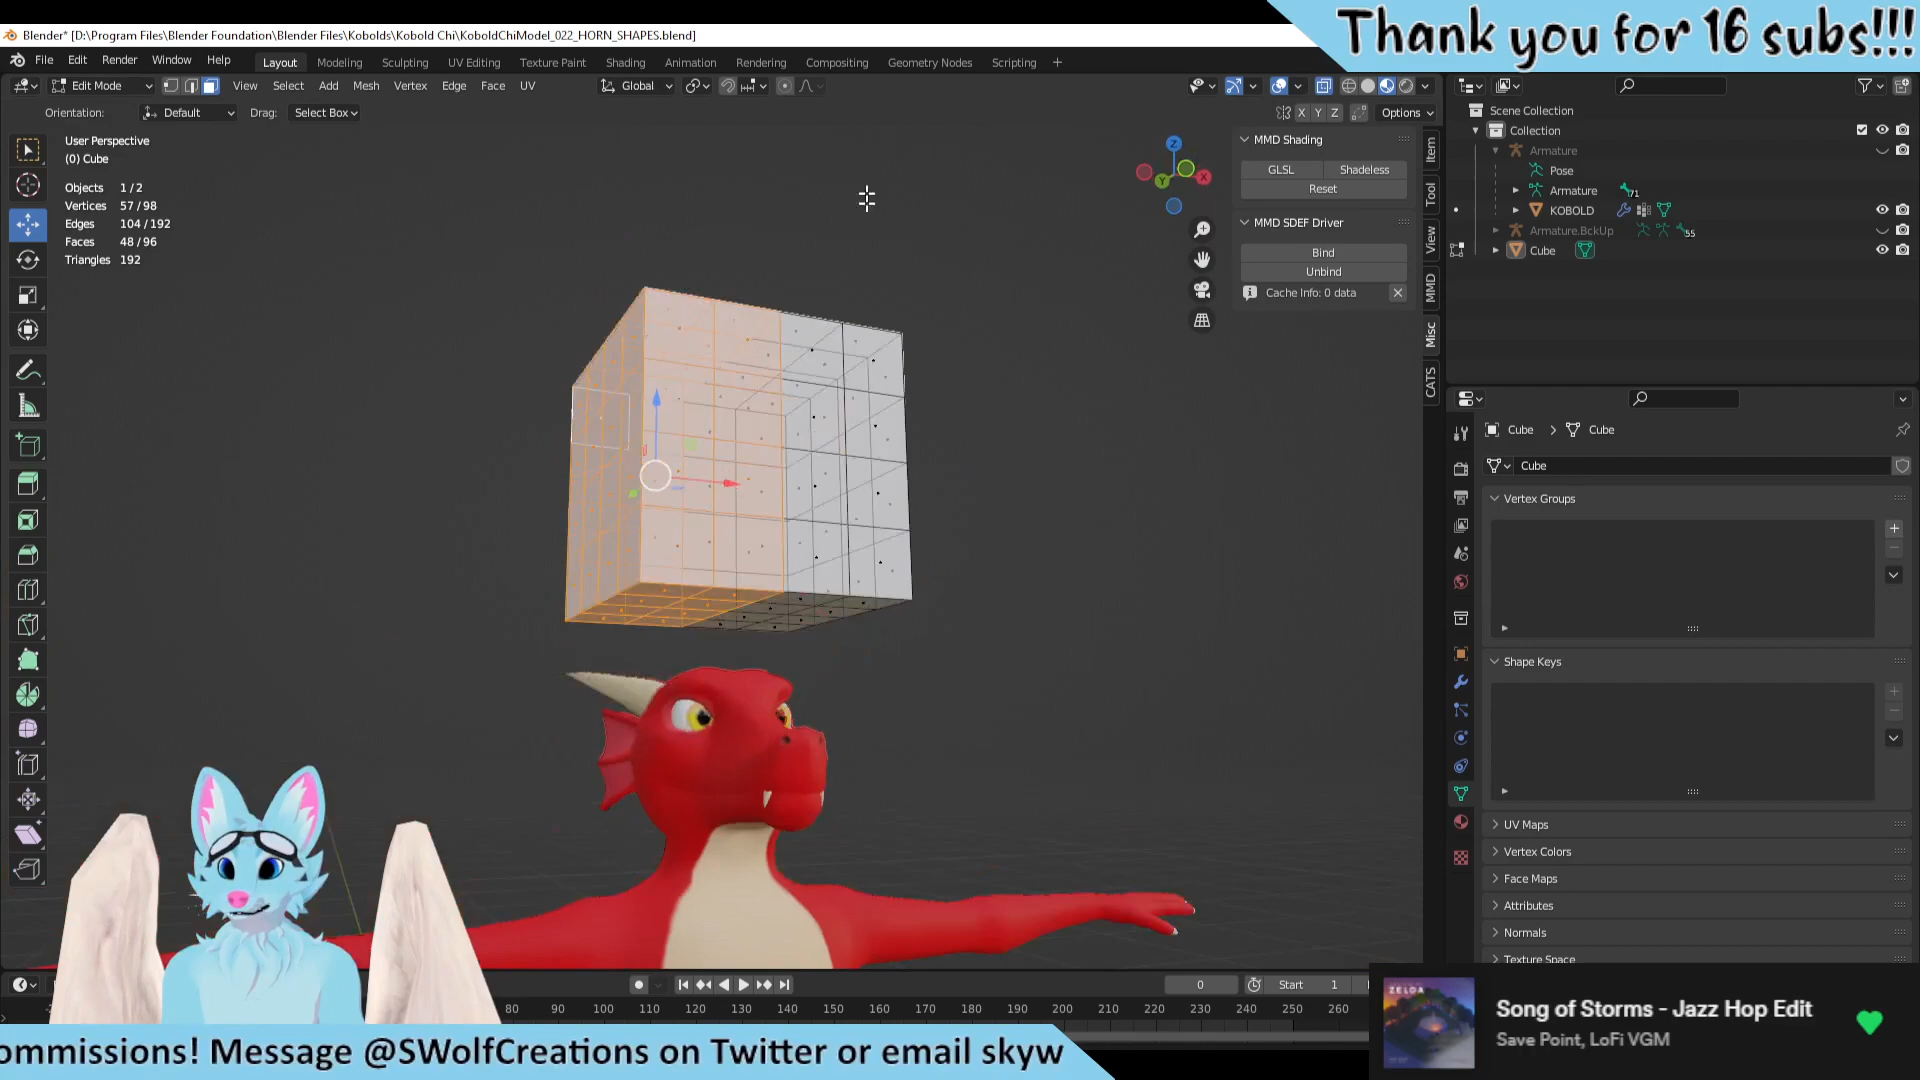 Thank you for 16 subs!!!
Blender* [D:\Program Files\Blender Foundation\Blender Files\Kobolds\Kobold Chi\KoboldChiModel_022_HORN_SHAPES.blend]
File Edit Render Window Help Layout Modeling Sculpting UV Editing Texture Paint Shading Animation Rendering Compositing Geometry Nodes Scripting +
Edit Mode View Select Add Mesh Vertex Edge Face UV Global
Orientation: Default Drag: Select Box X Y Z Options
User Perspective
(0) Cube
Objects 1 / 2
Vertices 57 / 98
Edges 104 / 192
Faces 48 / 96
Triangles 192
Z
X
Y
MMD Shading
GLSL Shadeless
Reset
MMD SDEF Driver
Bind
Unbind
Cache Info: 0 data
Item
Tool
View
MMD
Misc
CATS
Scene Collection
Collection
Armature
Pose
Armature 71
KOBOLD
Armature.BckUp 55
Cube
Cube > Cube
Cube
Vertex Groups
Shape Keys
UV Maps
Vertex Colors
Face Maps
Attributes
Normals
Texture Space
0 Start 1
80 90 100 110 120 130 140 150 160 170 180 190 200 210 220 230 240 250 260
ommissions! Message @SWolfCreations on Twitter or email skyw
ZELDA
Song of Storms - Jazz Hop Edit
Save Point, LoFi VGM